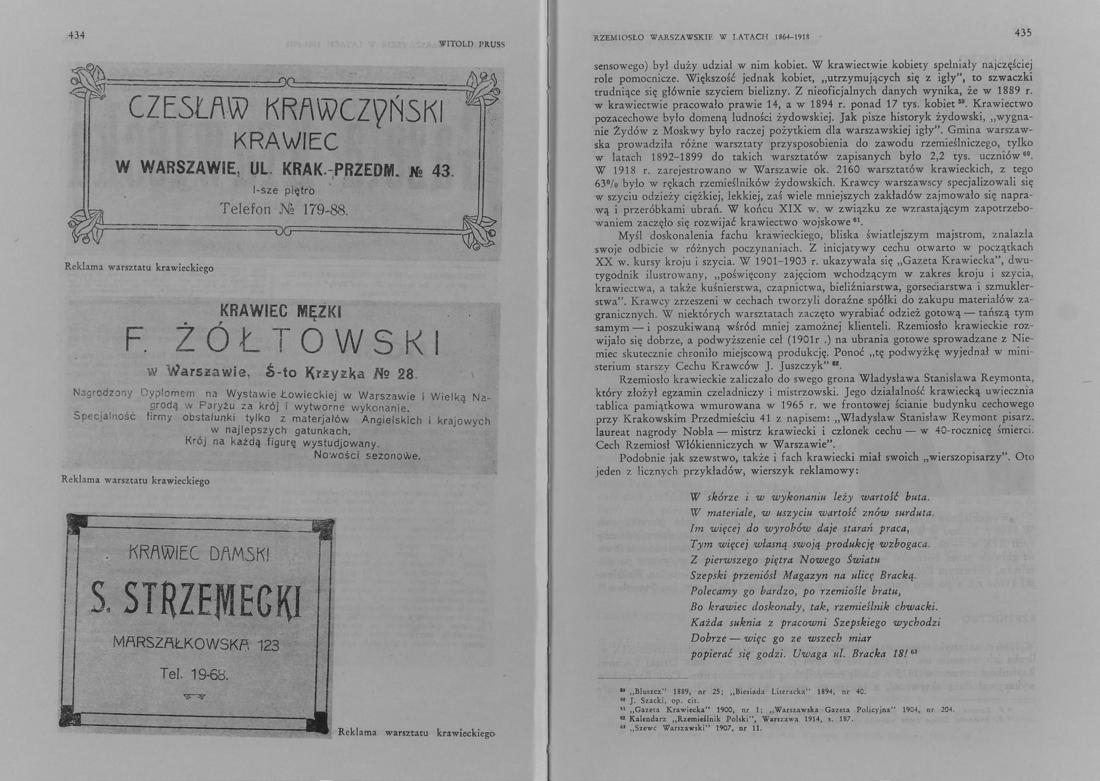 434
WITOLD PRUSS
CZESŁAW KRAWCZYŃSKI
KRAWIEC
W WARSZAWIE, UL. KRAK.-PRZEDM. № 43.
I-sze piętro
Telefon № 179-88.
Reklama warsztatu krawieckiego
KRAWIEC MĘZKI
F. ŻÓŁTOWSKI
w Warszawie, Ś-to Krzyzka № 28.
Nagrodzony Dyplomem na Wystawie Łowieckiej w Warszawie i Wielką Na-
grodą w Paryżu za krój i wytworne wykonanie.
Specjalność firmy obstalunki tylko z materjałów Angielskich i krajowych
w najlepszych gatunkach.
Krój na każdą figurę wystudjowany.
Nowości sezonowe.
Reklama warsztatu krawieckiego
KRAWIEC DAMSKI
S. STRZEMECKI
MARSZAŁKOWSKA 123
Tel. 19-68.
Reklama warsztatu krawieckiego
RZEMIOSŁO WARSZAWSKIE W LATACH 1864-1918
435
sensowego) był duży udział w nim kobiet. W krawiectwie kobiety spełniały najczęściej
role pomocnicze. Większość jednak kobiet, „utrzymujących się z igły", to szwaczki
trudniące się głównie szyciem bielizny. Z nieoficjalnych danych wynika, że w 1889 r.
w krawiectwie pracowało prawie 14, a w 1894 r. ponad 17 tys. kobiet⁵⁹. Krawiectwo
pozacechowe było domeną ludności żydowskiej. Jak pisze historyk żydowski, „wygna-
nie Żydów z Moskwy było raczej pożytkiem dla warszawskiej igły". Gmina warszaw-
ska prowadziła różne warsztaty przysposobienia do zawodu rzemieślniczego, tylko
w latach 1892-1899 do takich warsztatów zapisanych było 2,2 tys. uczniów⁶⁰.
W 1918 r. zarejestrowano w Warszawie ok. 2160 warsztatów krawieckich, z tego
63% było w rękach rzemieślników żydowskich. Krawcy warszawscy specjalizowali się
w szyciu odzieży ciężkiej, lekkiej, zaś wiele mniejszych zakładów zajmowało się napra-
wą i przeróbkami ubrań. W końcu XIX w. w związku ze wzrastającym zapotrzebo-
waniem zaczęło się rozwijać krawiectwo wojskowe⁶¹.
Myśl doskonalenia fachu krawieckiego, bliska światlejszym majstrom, znalazła
swoje odbicie w różnych poczynaniach. Z inicjatywy cechu otwarto w początkach
XX w. kursy kroju i szycia. W 1901-1903 r. ukazywała się „Gazeta Krawiecka", dwu-
tygodnik ilustrowany, „poświęcony zajęciom wchodzącym w zakres kroju i szycia,
krawiectwa, a także kuśnierstwa, czapnictwa, bieliźniarstwa, gorseciarstwa i szmukler-
stwa". Krawcy zrzeszeni w cechach tworzyli doraźne spółki do zakupu materiałów za-
granicznych. W niektórych warsztatach zaczęto wyrabiać odzież gotową — tańszą tym
samym — i poszukiwaną wśród mniej zamożnej klienteli. Rzemiosło krawieckie roz-
wijało się dobrze, a podwyższenie ceł (1901r .) na ubrania gotowe sprowadzane z Nie-
miec skutecznie chroniło miejscową produkcję. Ponoć „tę podwyżkę wyjednał w mini-
sterium starszy Cechu Krawców J. Juszczyk"⁶².
Rzemiosło krawieckie zaliczało do swego grona Władysława Stanisława Reymonta,
który złożył egzamin czeladniczy i mistrzowski. Jego działalność krawiecką uwiecznia
tablica pamiątkowa wmurowana w 1965 r. we frontowej ścianie budynku cechowego
przy Krakowskim Przedmieściu 41 z napisem: „Władysław Stanisław Reymont pisarz.
laureat nagrody Nobla — mistrz krawiecki i członek cechu — w 40-rocznicę śmierci.
Cech Rzemiosł Włókienniczych w Warszawie".
Podobnie jak szewstwo, także i fach krawiecki miał swoich „wierszopisarzy". Oto
jeden z licznych przykładów, wierszyk reklamowy:
W skórze i w wykonaniu leży wartość buta.
W materiale, w uszyciu wartość znów surduta.
Im więcej do wyrobów daje starań praca,
Tym więcej własną swoją produkcję wzbogaca.
Z pierwszego piętra Nowego Światu
Szepski przeniósł Magazyn na ulicę Bracką.
Polecamy go bardzo, po rzemiośle bratu,
Bo krawiec doskonały, tak, rzemieślnik chwacki.
Każda suknia z pracowni Szepskiego wychodzi
Dobrze — więc go ze wszech miar
popierać się godzi. Uwaga ul. Bracka 18!⁶³
⁵⁹ „Bluszcz" 1889, nr 25; „Biesiada Literacka" 1894, nr 40.
⁶⁰ J. Szacki, op. cit.
⁶¹ „Gazeta Krawiecka" 1900, nr 1; „Warszawska Gazeta Policyjna" 1904, nr 204.
⁶² Kalendarz „Rzemieślnik Polski", Warszawa 1914, s. 187.
⁶³ „Szewc Warszawski" 1907, nr 11.